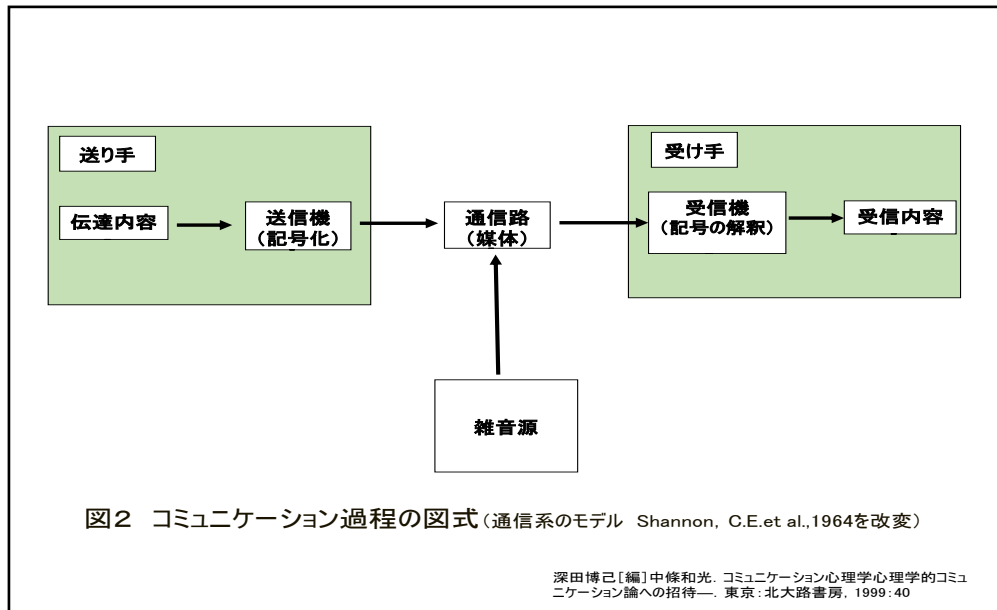 送り手
伝達内容
送信機
(記号化)
通信路
(媒体)
受け手
受信機
(記号の解釈)
受信内容
雑音源
図2 コミュニケーション過程の図式(通信系のモデル Shannon, C.E.et al.,1964を改変)
深田博己[編]中條和光. コミュニケーション心理学心理学的コミュ
ニケーション論への招待―. 東京:北大路書房, 1999:40